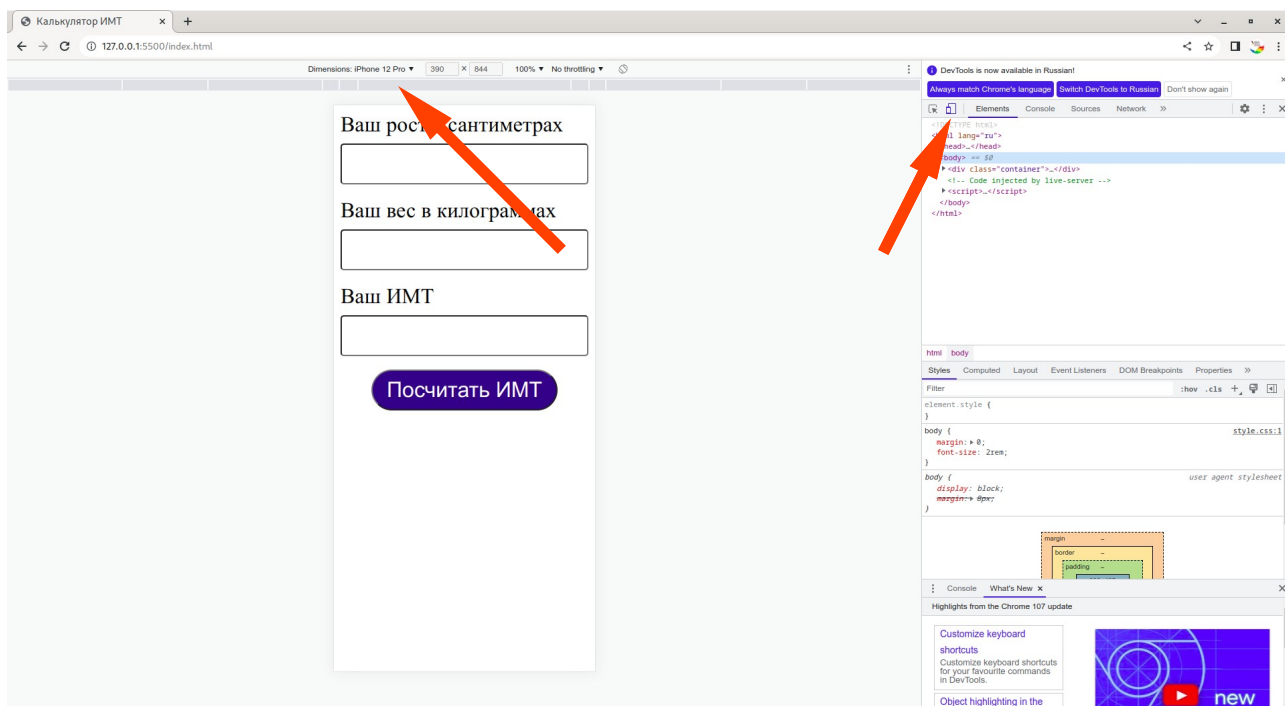 Калькулятор ИМТ × +
127.0.0.1:5500/index.html
Dimensions: iPhone 12 Pro ▼ 390 × 844 100% ▼ No throttling ▼
Ваш рост сантиметрах
Ваш вес в килограммах
Ваш ИМТ
Посчитать ИМТ
DevTools is now available in Russian!
Always match Chrome's language Switch DevTools to Russian Don't show again
Elements Console Sources Network »
html>
lang="ru">
head>…</head>
body> == $0
<div class="container">…</div>
<!-- Code injected by live-server -->
<script>…</script>
</body>
</html>
html body
Styles Computed Layout Event Listeners DOM Breakpoints Properties »
Filter :hov .cls +
element.style {
}
body { style.css:1
margin: ▶ 0;
font-size: 2rem;
}
body { user agent stylesheet
display: block;
margin: ▶ 8px;
}
margin –
border –
padding –
Console What's New ×
Highlights from the Chrome 107 update
Customize keyboard
shortcuts
Customize keyboard shortcuts
for your favourite commands
in DevTools.
Object highlighting in the
new